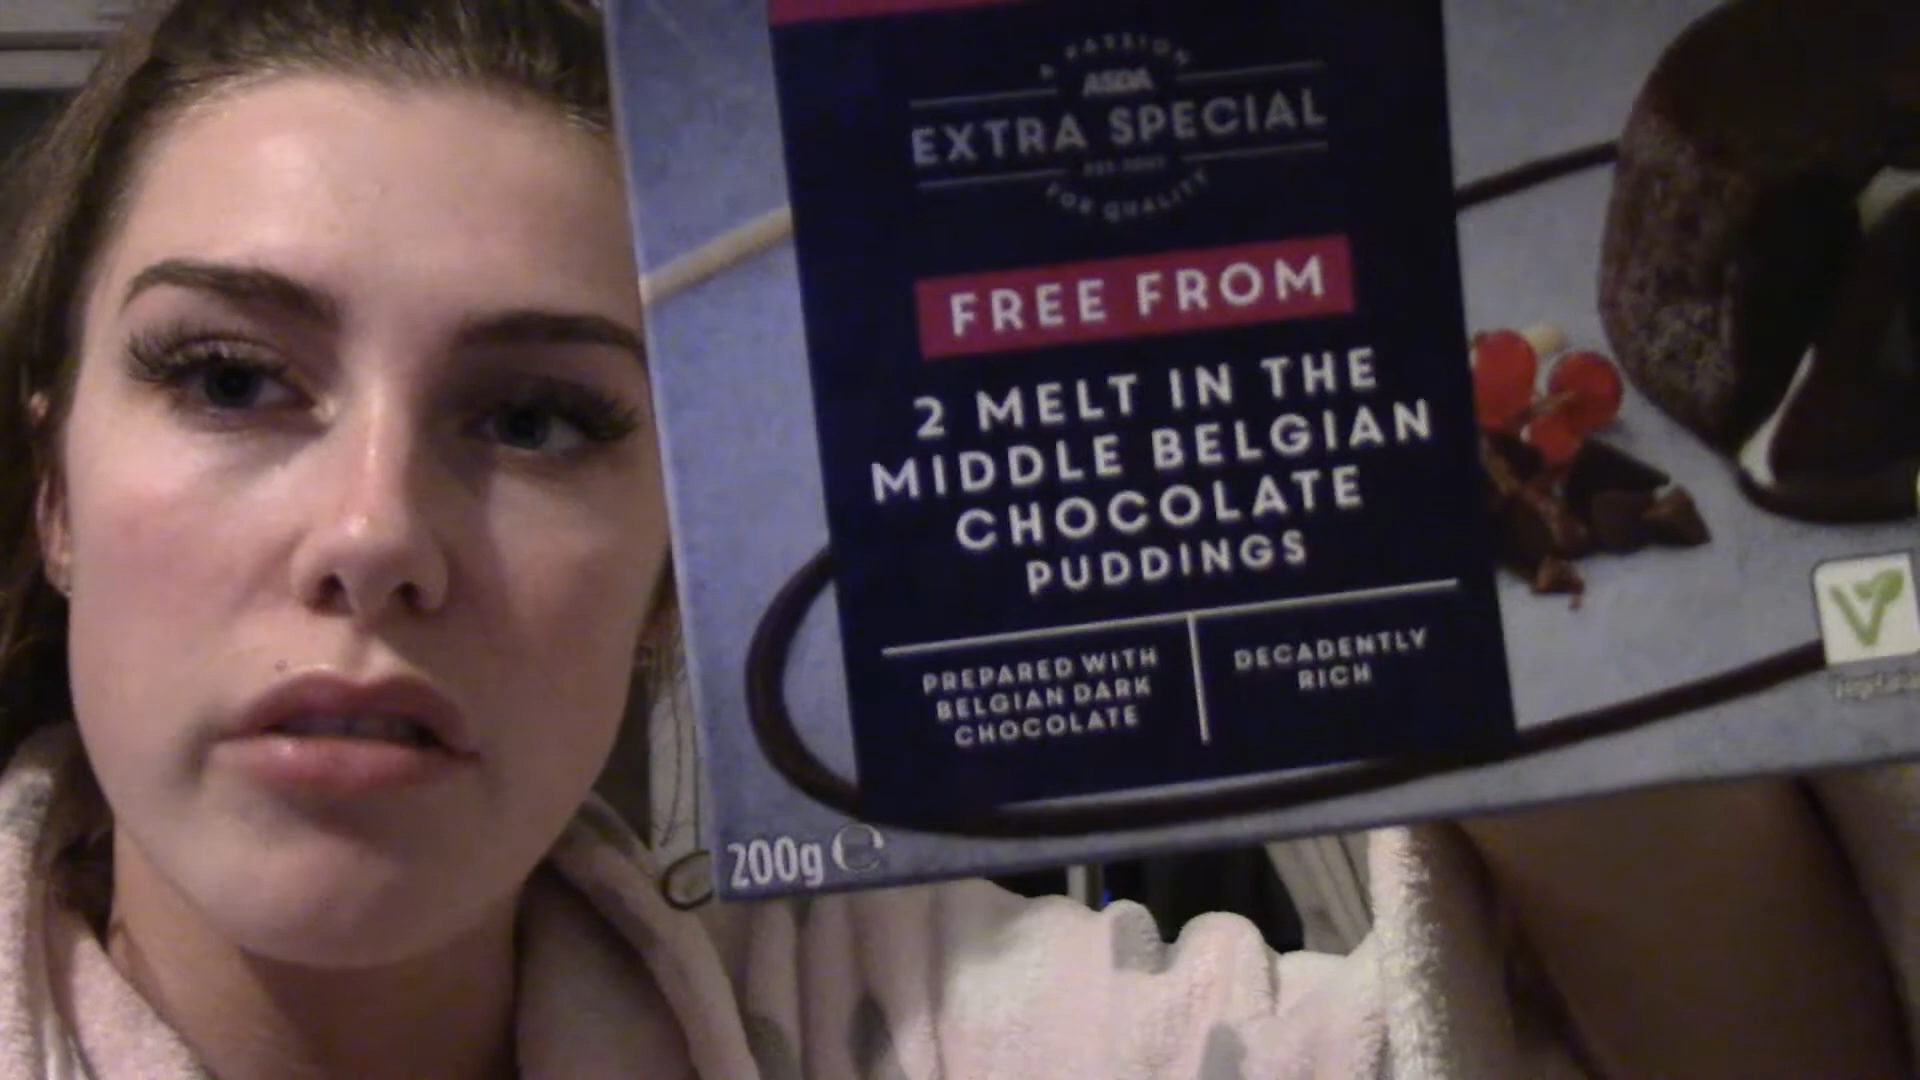 A PASSION
ASDA
EXTRA SPECIAL
FOR QUALITY
FREE FROM
2 MELT IN THE
MIDDLE BELGIAN
CHOCOLATE
PUDDINGS
PREPARED WITH
BELGIAN DARK
CHOCOLATE
DECADENTLY
RICH
200g ℮